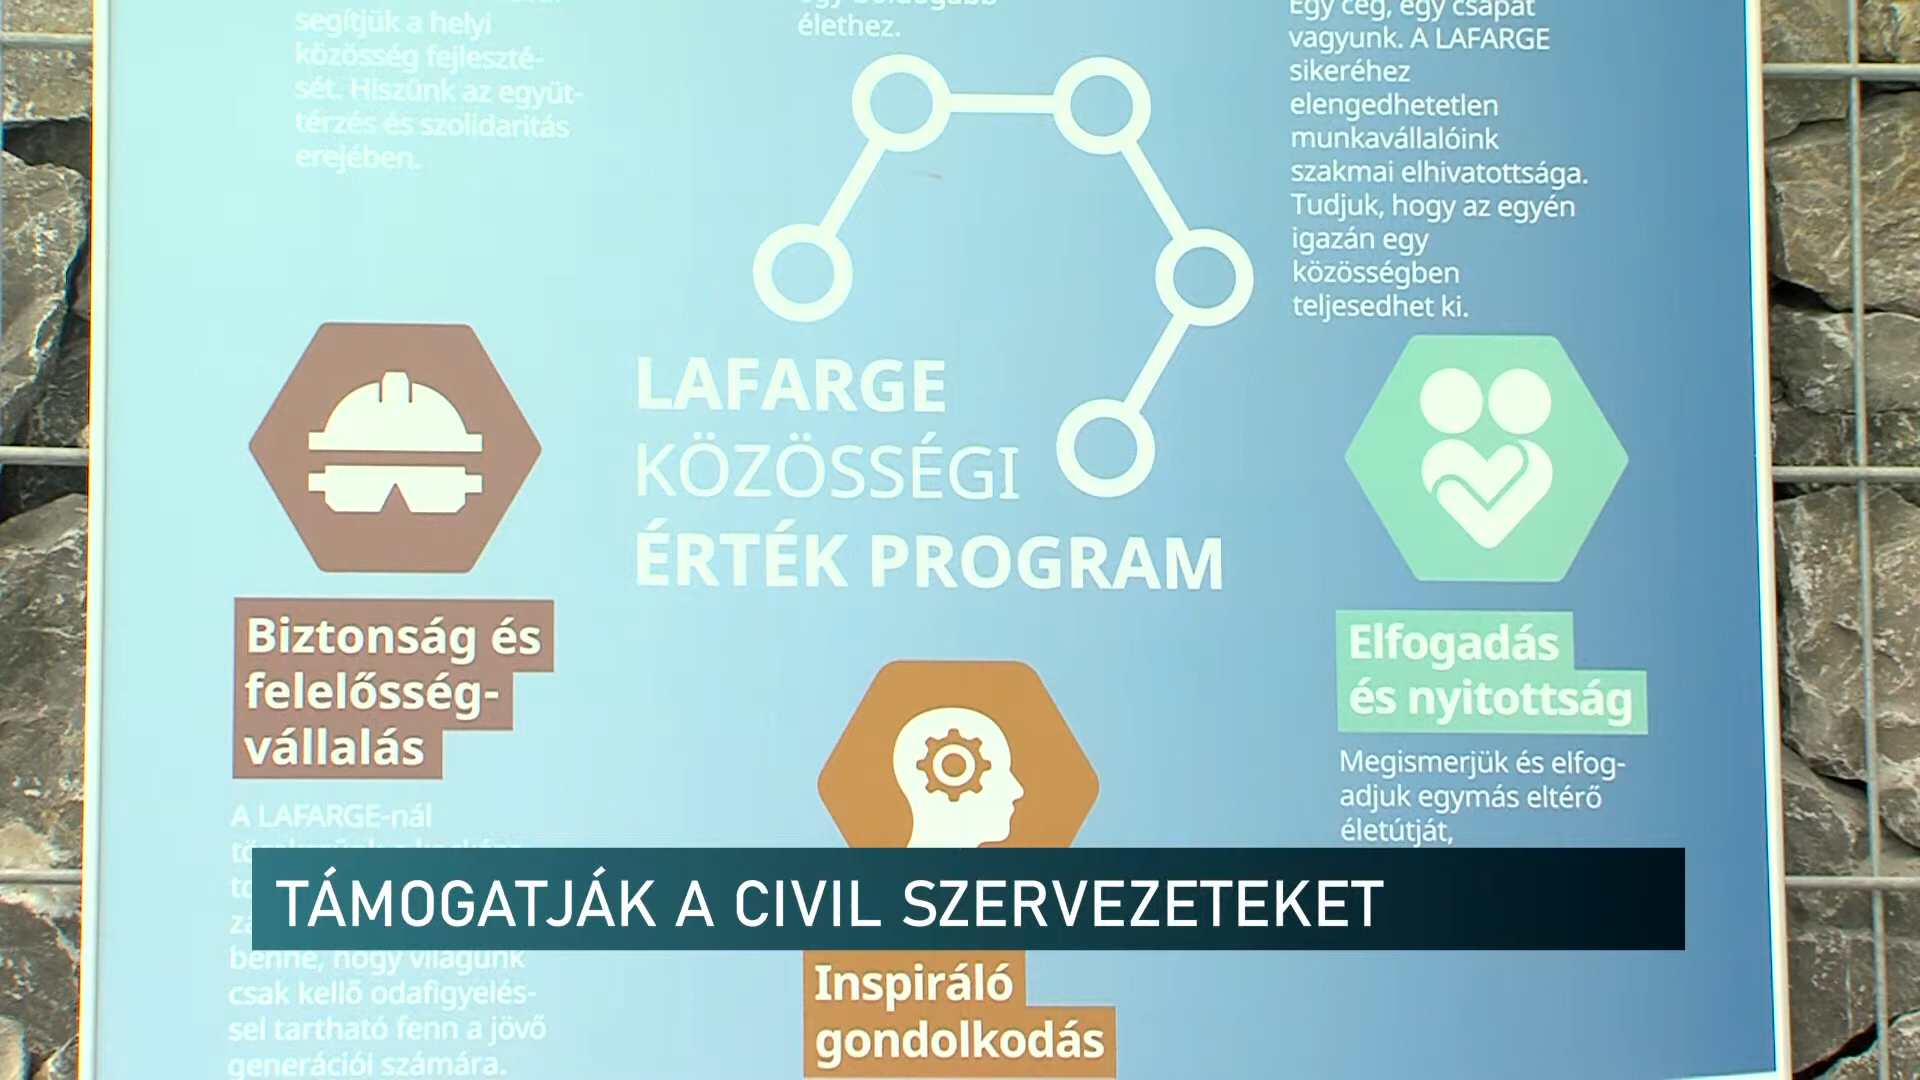 segítjük a helyi
közösség fejleszté-
sét. Hiszünk az együt-
térzés és szolidaritás
erejében.
élethez.
Egy cég, egy csapat
vagyunk. A LAFARGE
sikeréhez
elengedhetetlen
munkavállalóink
szakmai elhivatottsága.
Tudjuk, hogy az egyén
igazán egy
közösségben
teljesedhet ki.
LAFARGE
KÖZÖSSÉGI
ÉRTÉK PROGRAM
Biztonság és
felelősség-
vállalás
A LAFARGE-nál
benne, hogy világunk
csak kellő odafigyelés-
sel tartható fenn a jövő
generációi számára.
Elfogadás
és nyitottság
Megismerjük és elfog-
adjuk egymás eltérő
életútját,
TÁMOGATJÁK A CIVIL SZERVEZETEKET
Inspiráló
gondolkodás